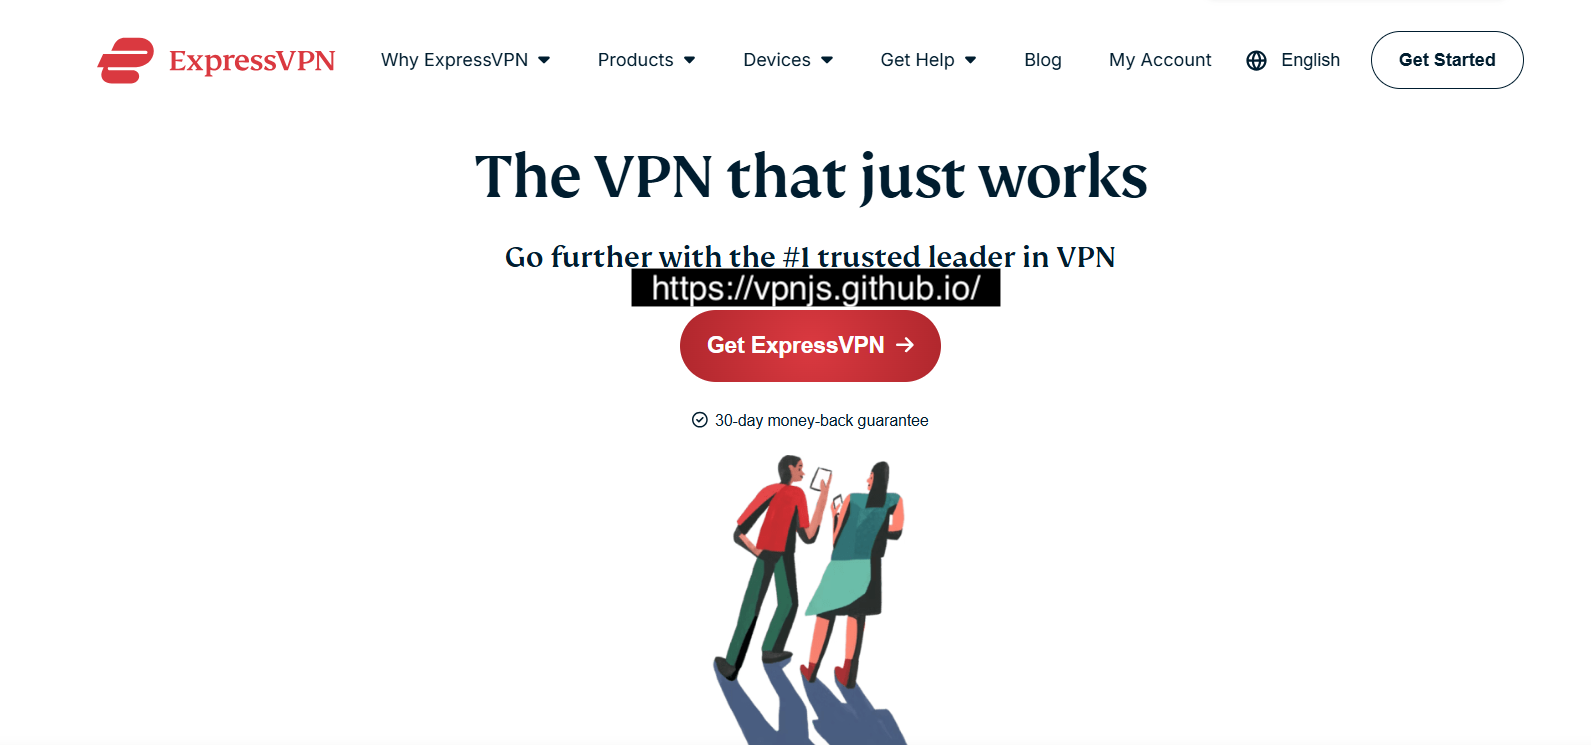 ExpressVPN Why ExpressVPN Products Devices Get Help Blog My Account English Get Started
The VPN that just works
Go further with the #1 trusted leader in VPN
https://vpnjs.github.io/
Get ExpressVPN
30-day money-back guarantee